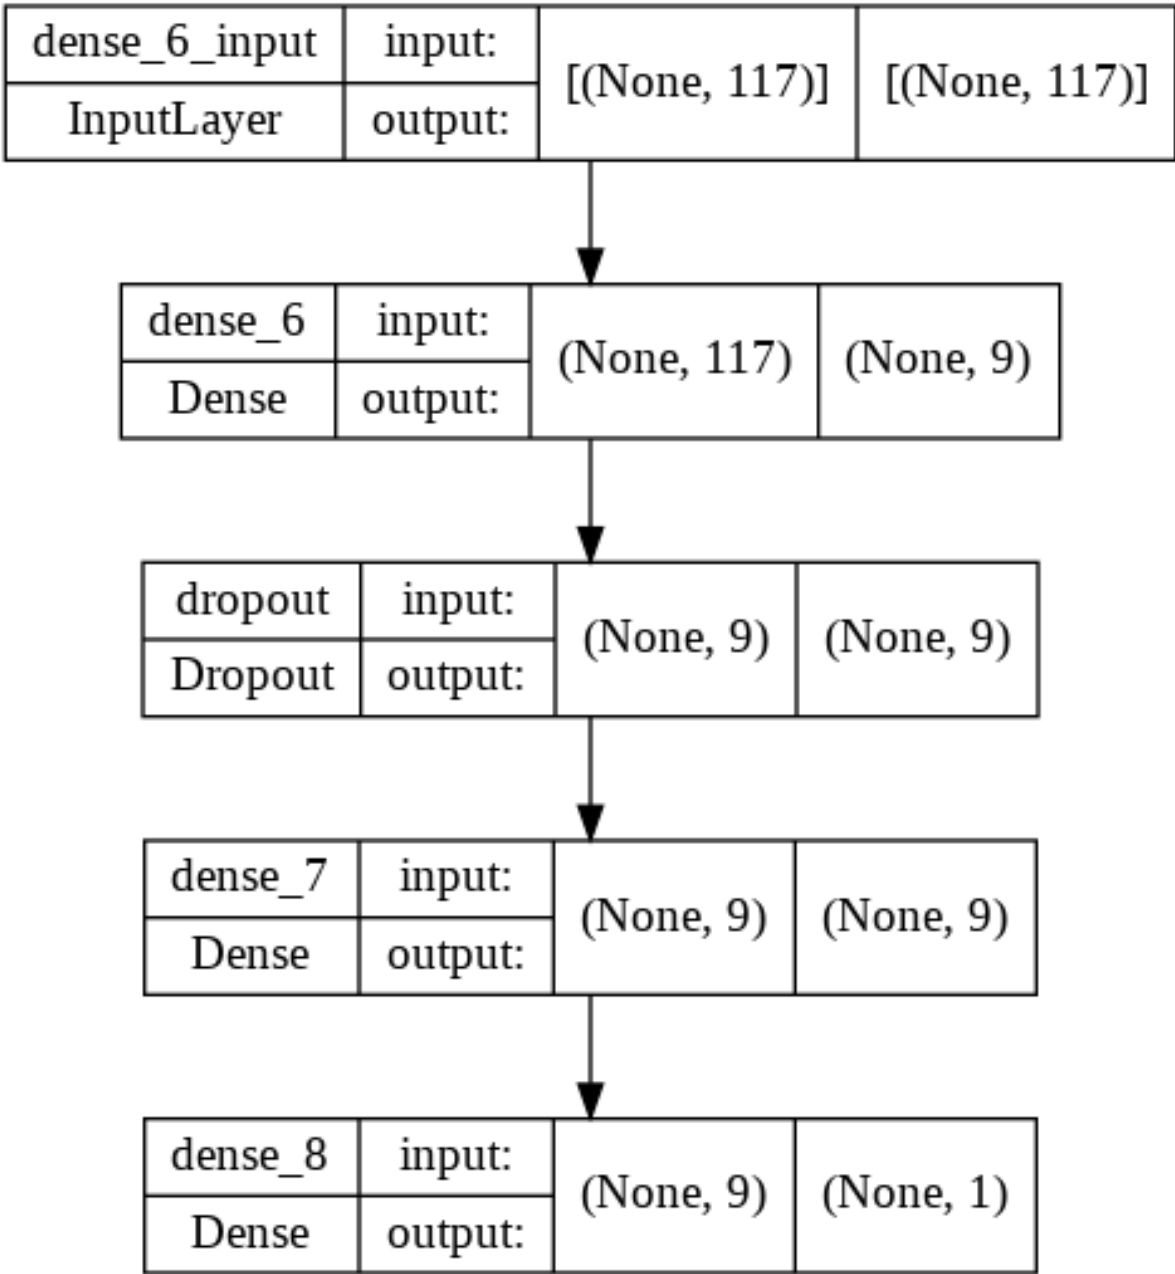 dense_6_input input: [(None, 117)] [(None, 117)]
InputLayer output:
dense_6 input: (None, 117) (None, 9)
Dense output:
dropout input: (None, 9) (None, 9)
Dropout output:
dense_7 input: (None, 9) (None, 9)
Dense output:
dense_8 input: (None, 9) (None, 1)
Dense output: